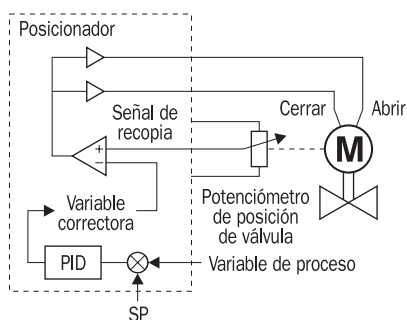 Posicionador
Señal de
recopia
Cerrar
Abrir
+
−
M
Variable
correctora
Potenciómetro
de posición
de válvula
PID
Variable de proceso
SP